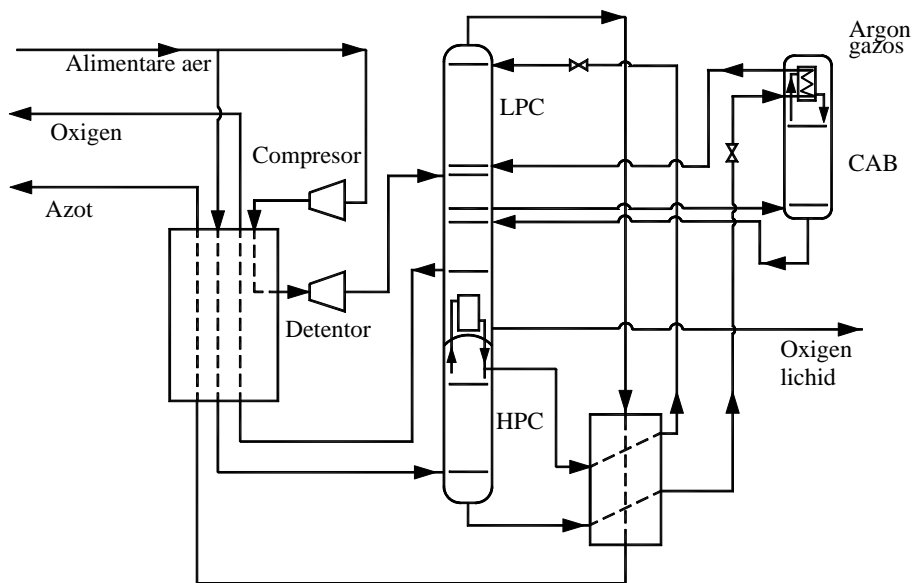 Alimentare aer
Oxigen
Azot
Compresor
Detentor
LPC
HPC
Argon
gazos
CAB
Oxigen
lichid